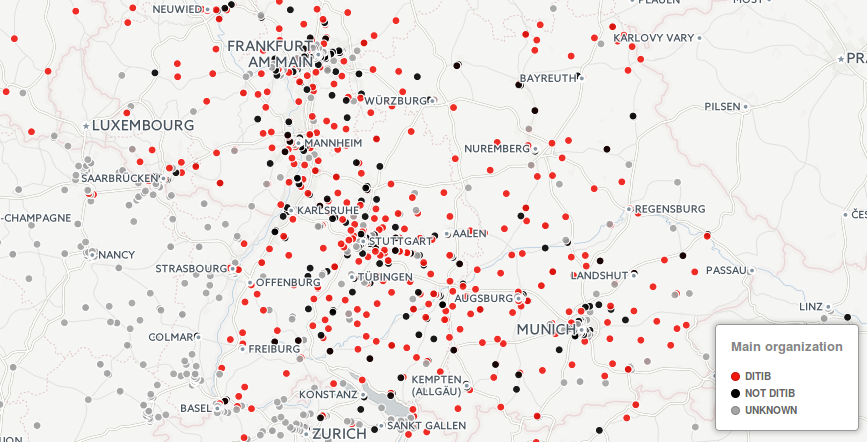 NEUWIED
PLAUEN
MOST
FRANKFURT
AM MAIN
KARLOVY VARY
BAYREUTH
WÜRZBURG
PILSEN
LUXEMBOURG
MANNHEIM
NUREMBERG
SAARBRÜCKEN
KARLSRUHE
REGENSBURG
-CHAMPAGNE
STUTTGART
AALEN
NANCY
STRASBOURG
OFFENBURG
TÜBINGEN
LANDSHUT
PASSAU
AUGSBURG
LINZ
MUNICH
COLMAR
FREIBURG
KEMPTEN
(ALLGÄU)
KONSTANZ
BASEL
SANKT GALLEN
ZURICH
Main organization
DITIB
NOT DITIB
UNKNOWN